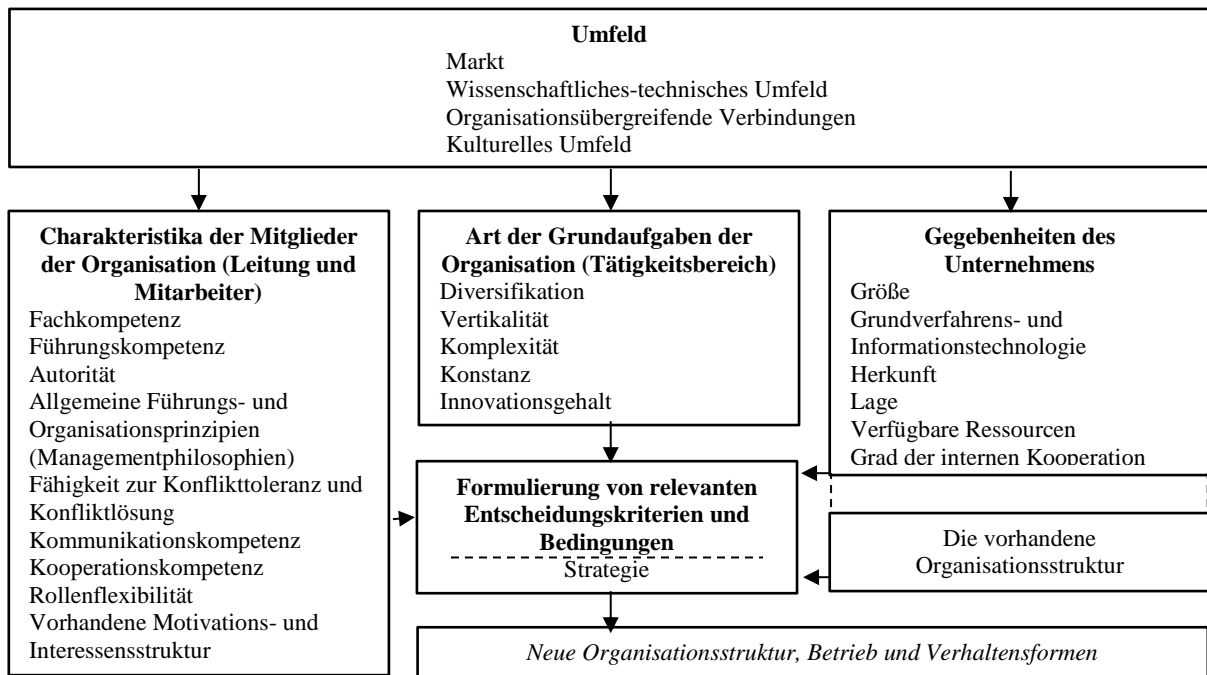 Umfeld
Markt
Wissenschaftliches-technisches Umfeld
Organisationsübergreifende Verbindungen
Kulturelles Umfeld
Charakteristika der Mitglieder
der Organisation (Leitung und
Mitarbeiter)
Fachkompetenz
Führungskompetenz
Autorität
Allgemeine Führungs- und
Organisationsprinzipien
(Managementphilosophien)
Fähigkeit zur Konflikttoleranz und
Konfliktlösung
Kommunikationskompetenz
Kooperationskompetenz
Rollenflexibilität
Vorhandene Motivations- und
Interessensstruktur
Art der Grundaufgaben der
Organisation (Tätigkeitsbereich)
Diversifikation
Vertikalität
Komplexität
Konstanz
Innovationsgehalt
Gegebenheiten des
Unternehmens
Größe
Grundverfahrens- und
Informationstechnologie
Herkunft
Lage
Verfügbare Ressourcen
Grad der internen Kooperation
Formulierung von relevanten
Entscheidungskriterien und
Bedingungen
Strategie
Die vorhandene
Organisationsstruktur
Neue Organisationsstruktur, Betrieb und Verhaltensformen